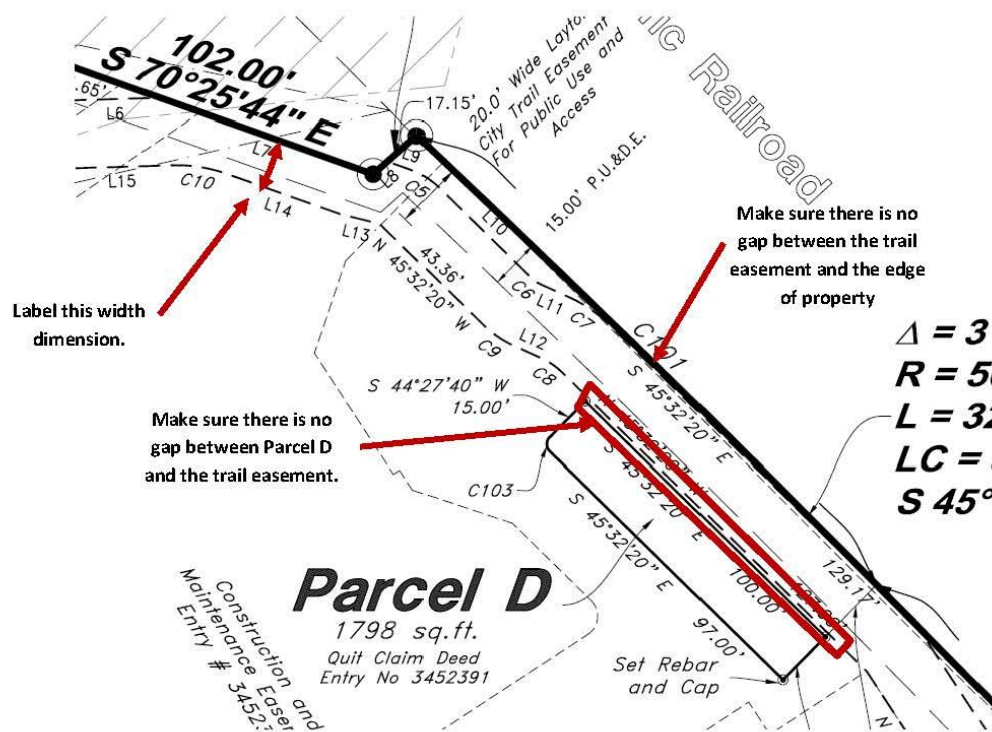 102.00'
S 70°25'44" E
.65'
L6
L7
L15
C10
L14
L13
L8
L9
17.15'
C5
20.0' Wide Layto
City Trail Easement
For Public Use and
Access
Railroad
15.00' P.U.&D.E.
L10
43.36'
N 45°32'20" W
C6
L11
C7
L12
C9
C8
C101
Make sure there is no
gap between the trail
easement and the edge
of property
Label this width
dimension.
S 44°27'40" W
15.00'
Make sure there is no
gap between Parcel D
and the trail easement.
C103
S 45°32'20" E
S 45°32'20" E
S 45°32'20" E
100.00'
97.00'
129.17'
Δ = 3
R = 50
L = 32
LC =
S 45°
Parcel D
1798 sq.ft.
Quit Claim Deed
Entry No 3452391
Construction and
Maintenance Easer
Entry # 3452
Set Rebar
and Cap
N